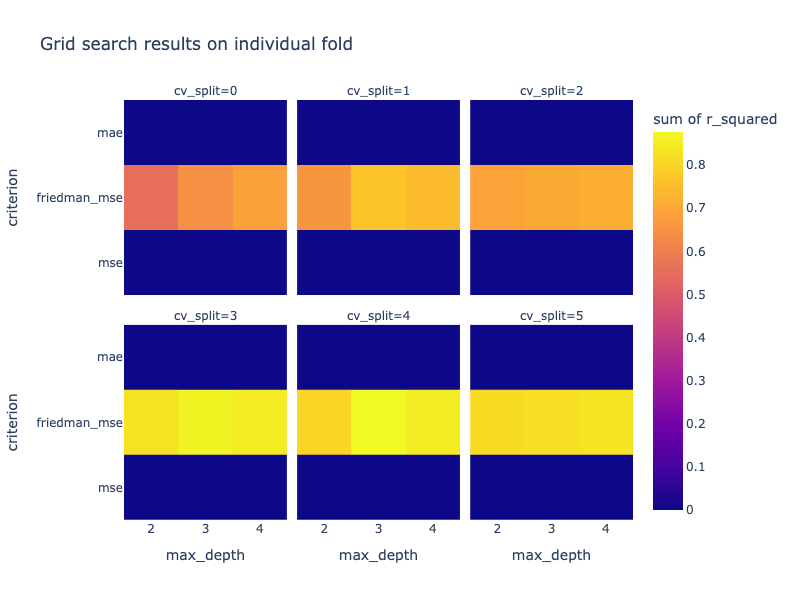 Grid search results on individual fold
cv_split=0 cv_split=1 cv_split=2
sum of r_squared
criterion
mae
friedman_mse
mse
cv_split=3 cv_split=4 cv_split=5
criterion
mae
friedman_mse
mse
2 3 4 2 3 4 2 3 4
max_depth max_depth max_depth
0.8
0.7
0.6
0.5
0.4
0.3
0.2
0.1
0